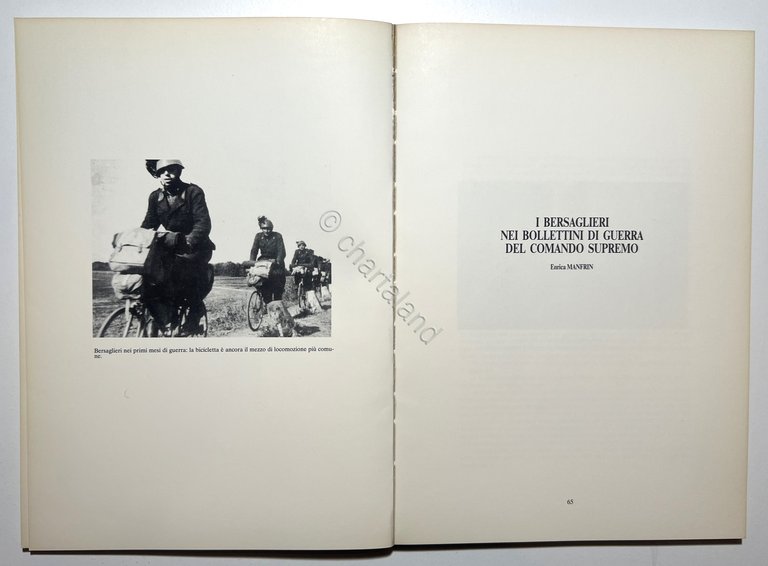 Bersaglieri nei primi mesi di guerra: la bicicletta è ancora il mezzo di locomozione più comu-
ne.
I BERSAGLIERI
NEI BOLLETTINI DI GUERRA
DEL COMANDO SUPREMO
Enrica MANFRIN
65
© chartaland